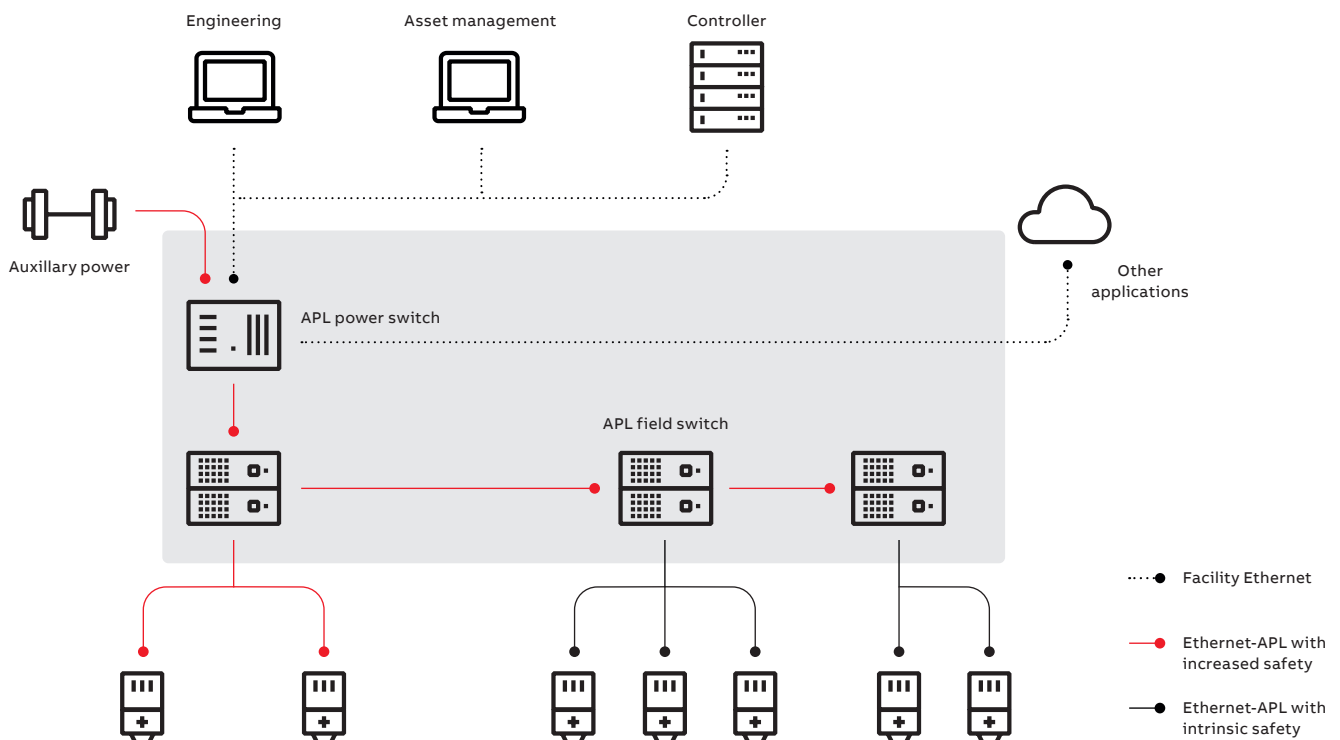 Engineering
Asset management
Controller
Auxillary power
Other
applications
APL power switch
APL field switch
Facility Ethernet
Ethernet-APL with
increased safety
Ethernet-APL with
intrinsic safety